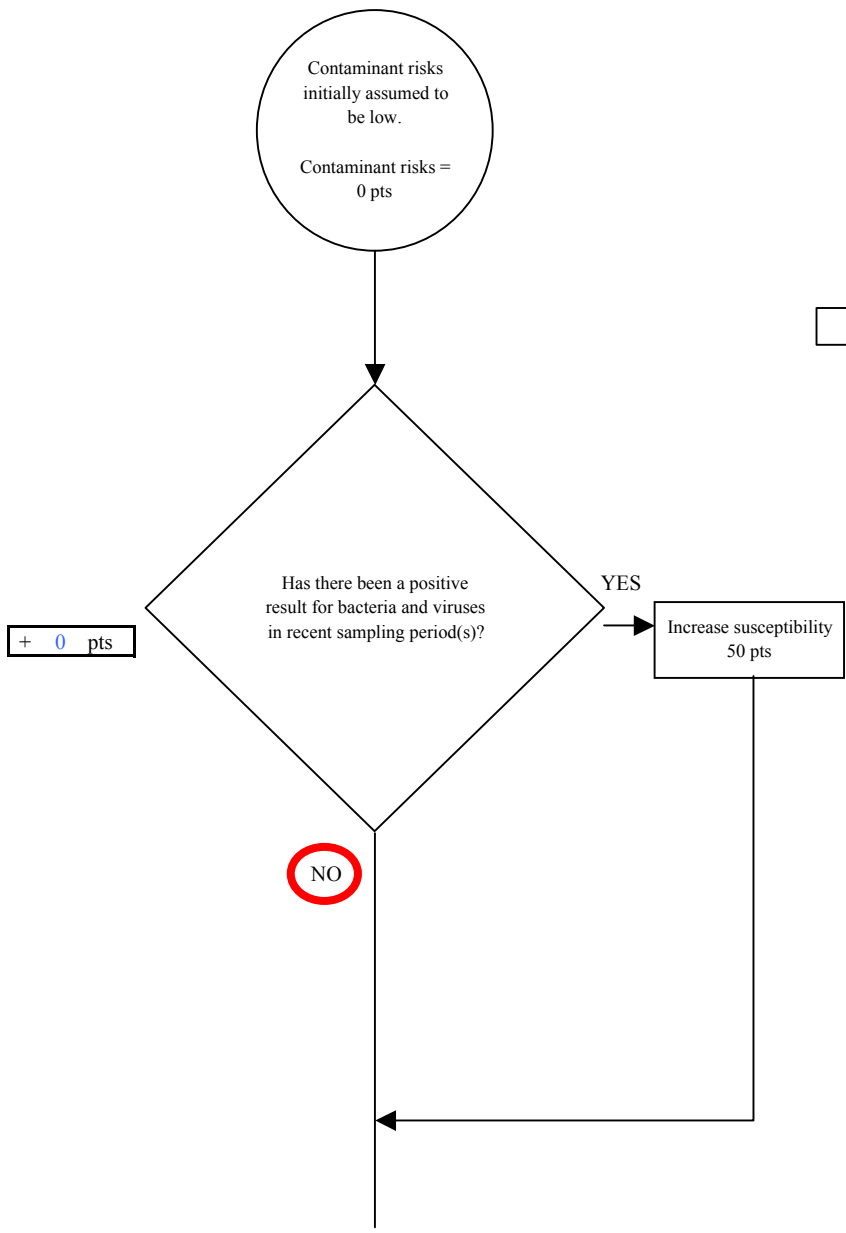 Contaminant risks
initially assumed to
be low.
Contaminant risks =
0 pts
Has there been a positive
result for bacteria and viruses
in recent sampling period(s)?
YES
+ 0 pts
Increase susceptibility
50 pts
NO